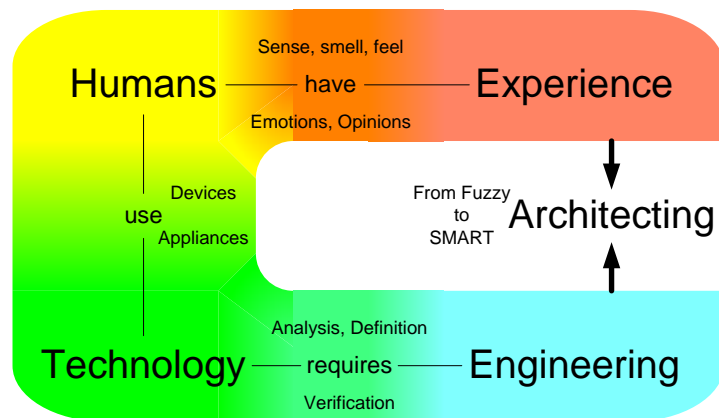 Sense, smell, feel
Humans have Experience
Emotions, Opinions
Devices
use
Appliances
From Fuzzy
to
SMART
Architecting
Analysis, Definition
Technology requires Engineering
Verification